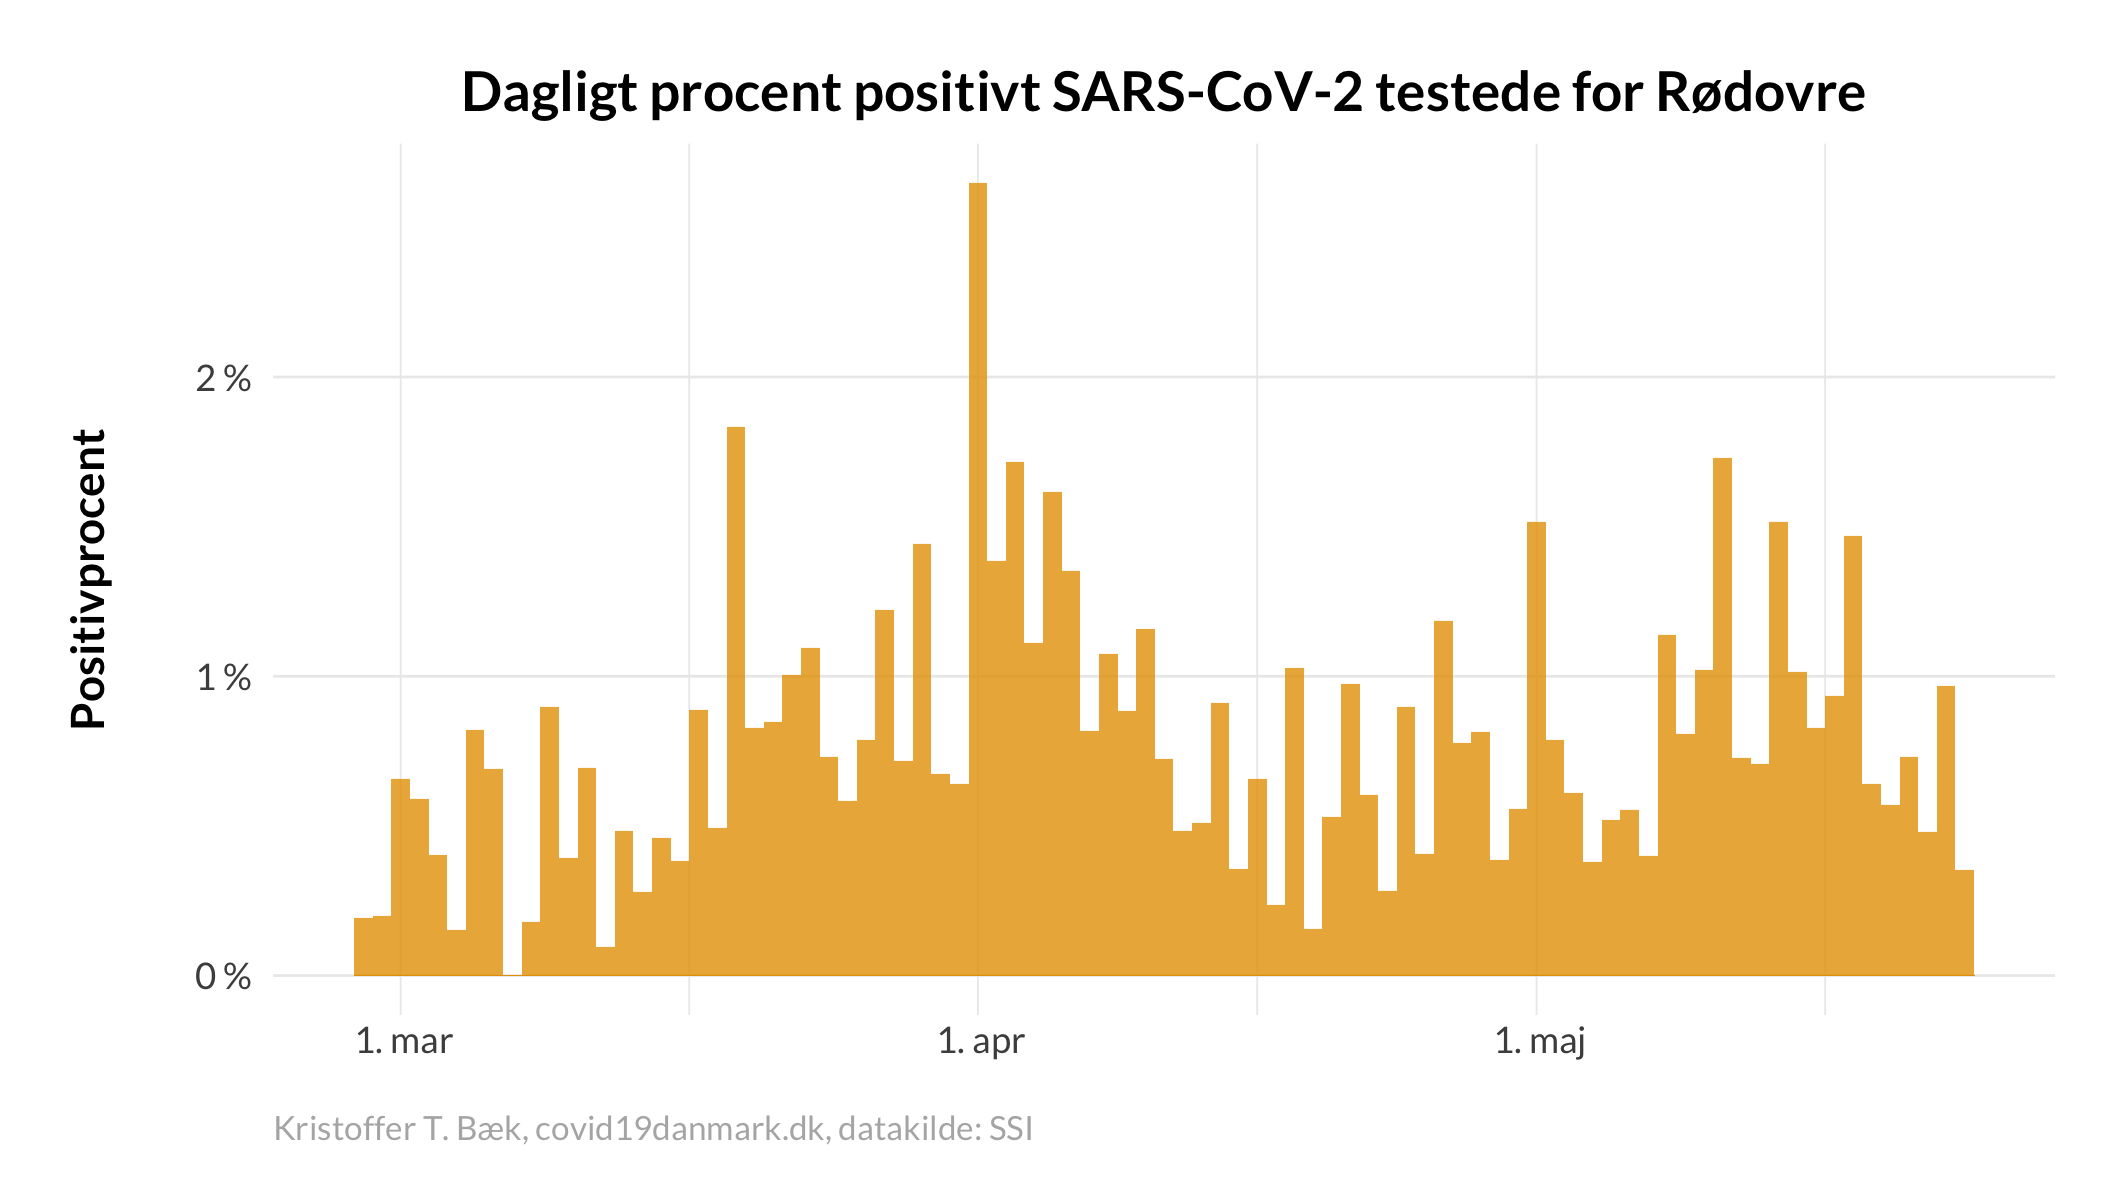 Dagligt procent positivt SARS-CoV-2 testede for Rødovre
Positivprocent
2 %
1 %
0 %
1. mar
1. apr
1. maj
Kristoffer T. Bæk, covid19danmark.dk, datakilde: SSI